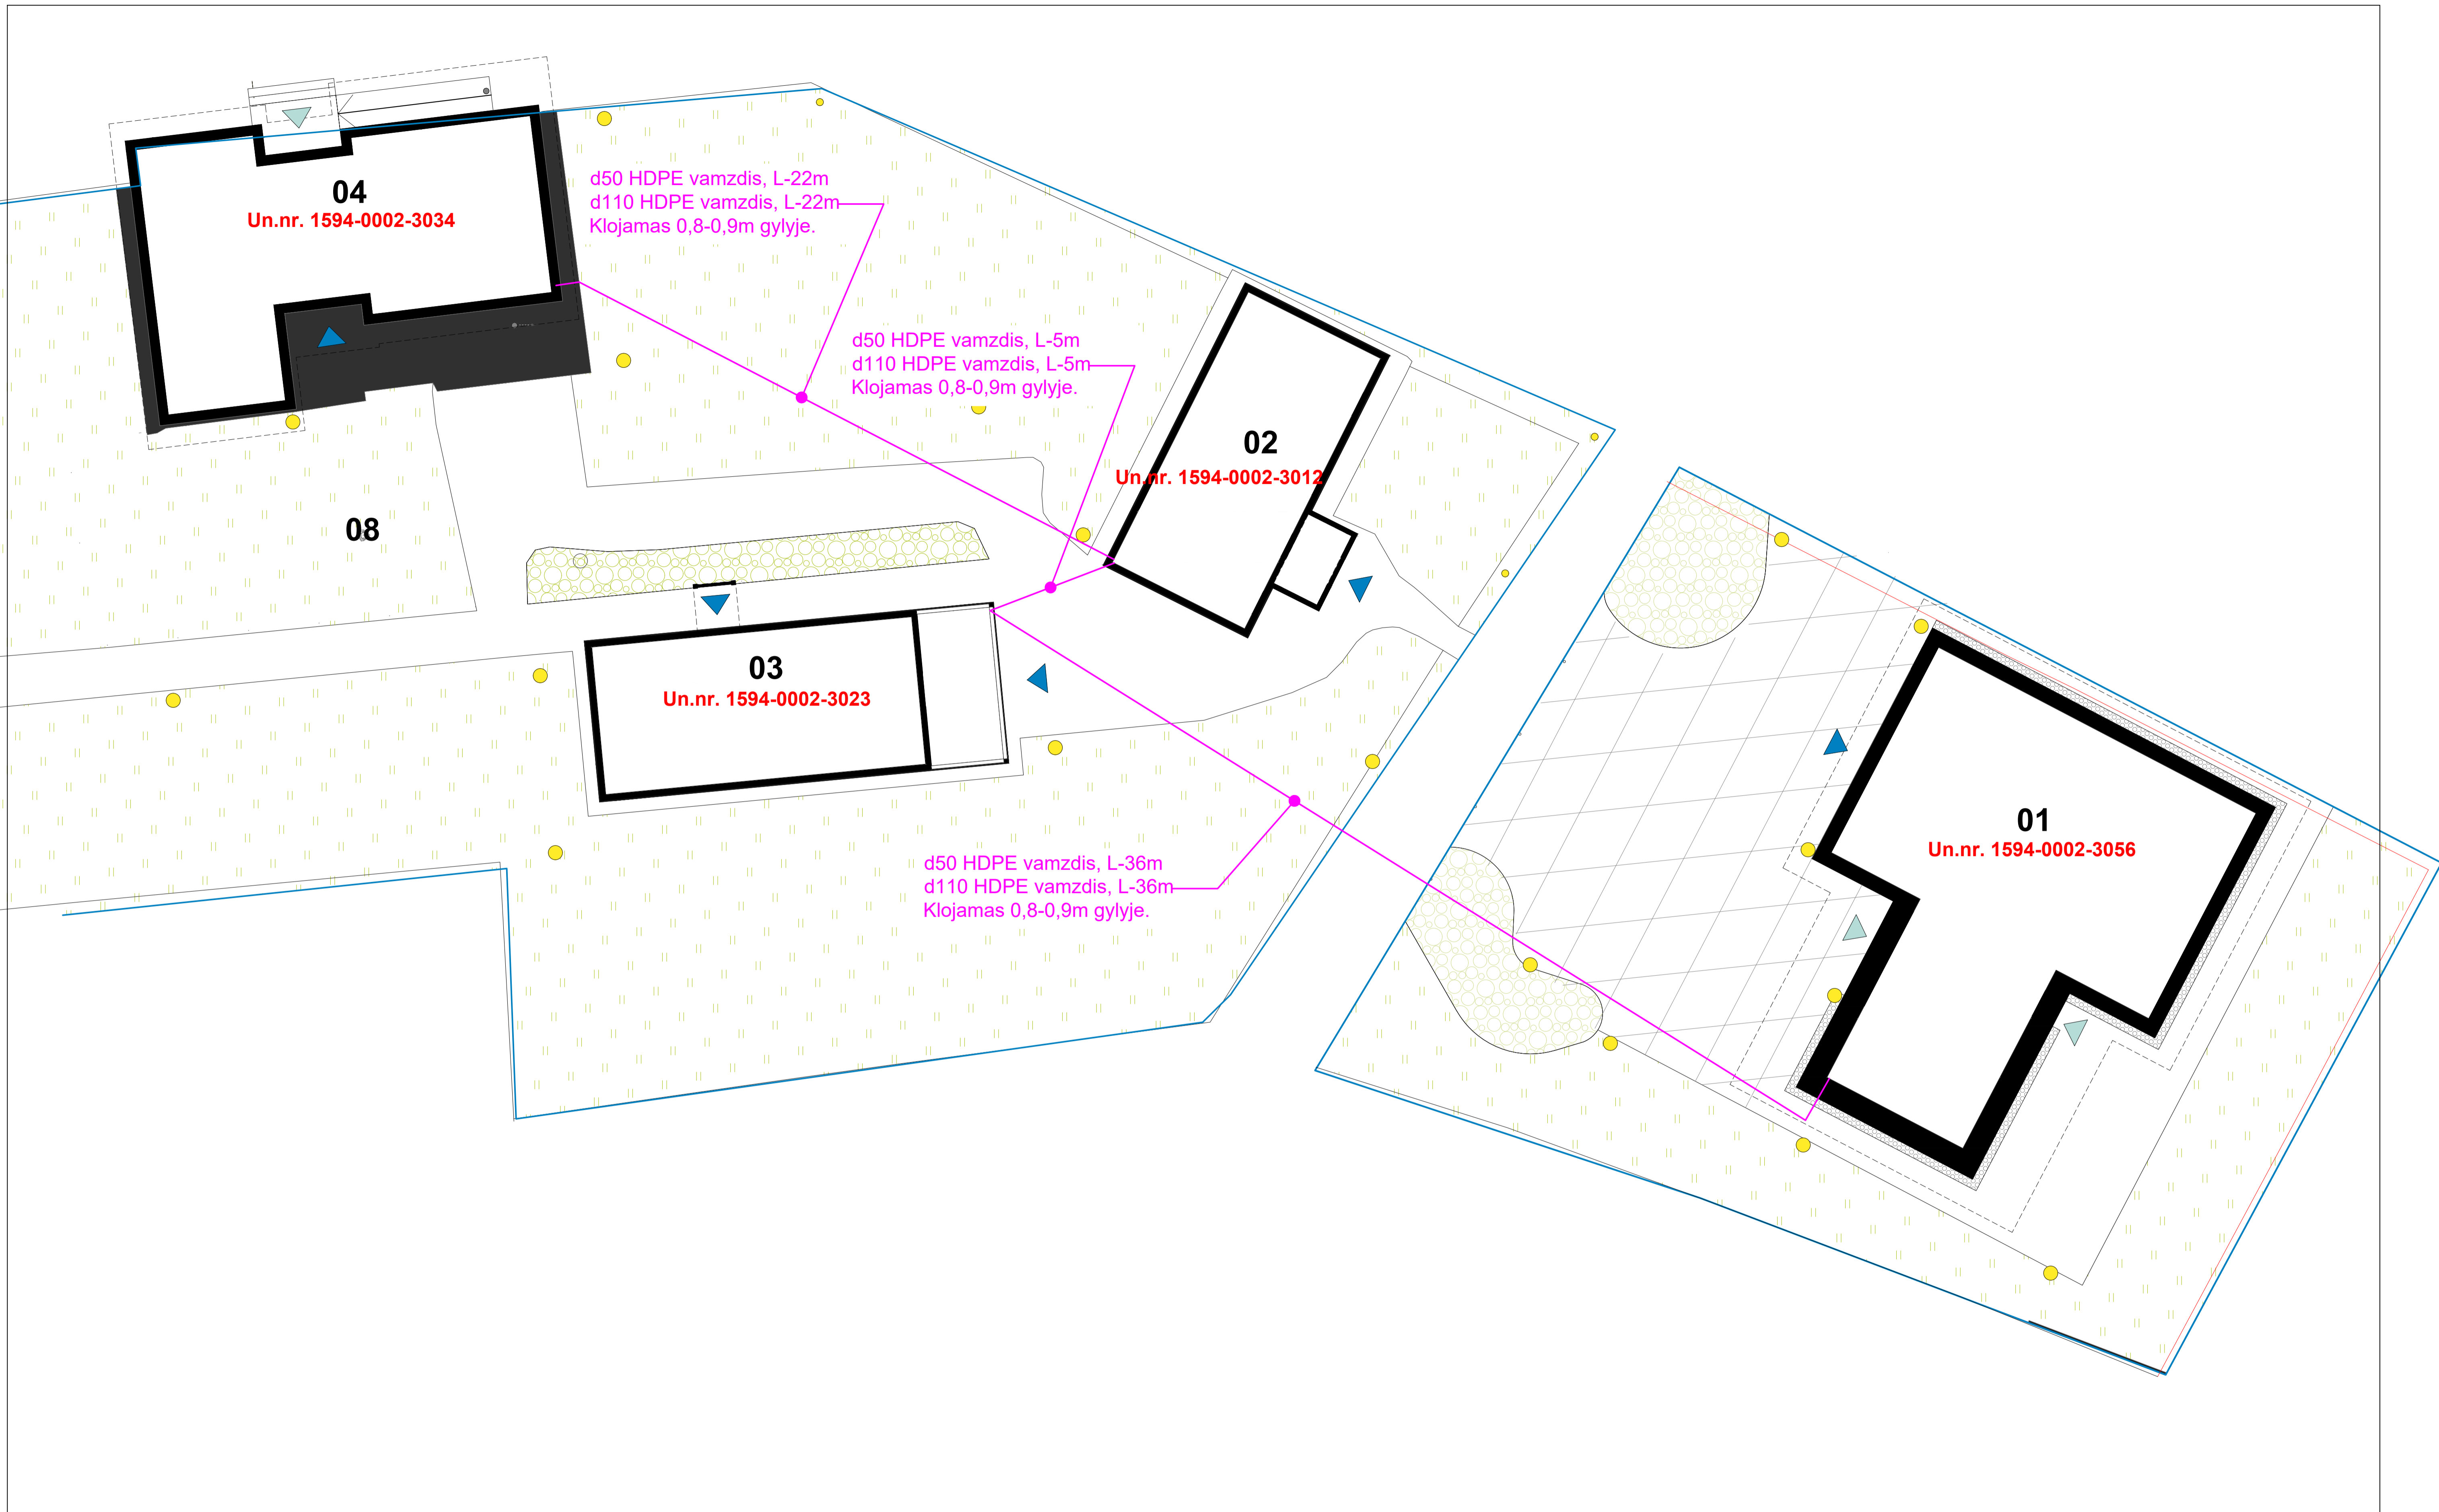 04
Un.nr. 1594-0002-3034
d50 HDPE vamzdis, L-22m
d110 HDPE vamzdis, L-22m
Klojamas 0,8-0,9m gylyje.
d50 HDPE vamzdis, L-5m
d110 HDPE vamzdis, L-5m
Klojamas 0,8-0,9m gylyje.
02
Un.nr. 1594-0002-3012
08
03
Un.nr. 1594-0002-3023
01
Un.nr. 1594-0002-3056
d50 HDPE vamzdis, L-36m
d110 HDPE vamzdis, L-36m
Klojamas 0,8-0,9m gylyje.